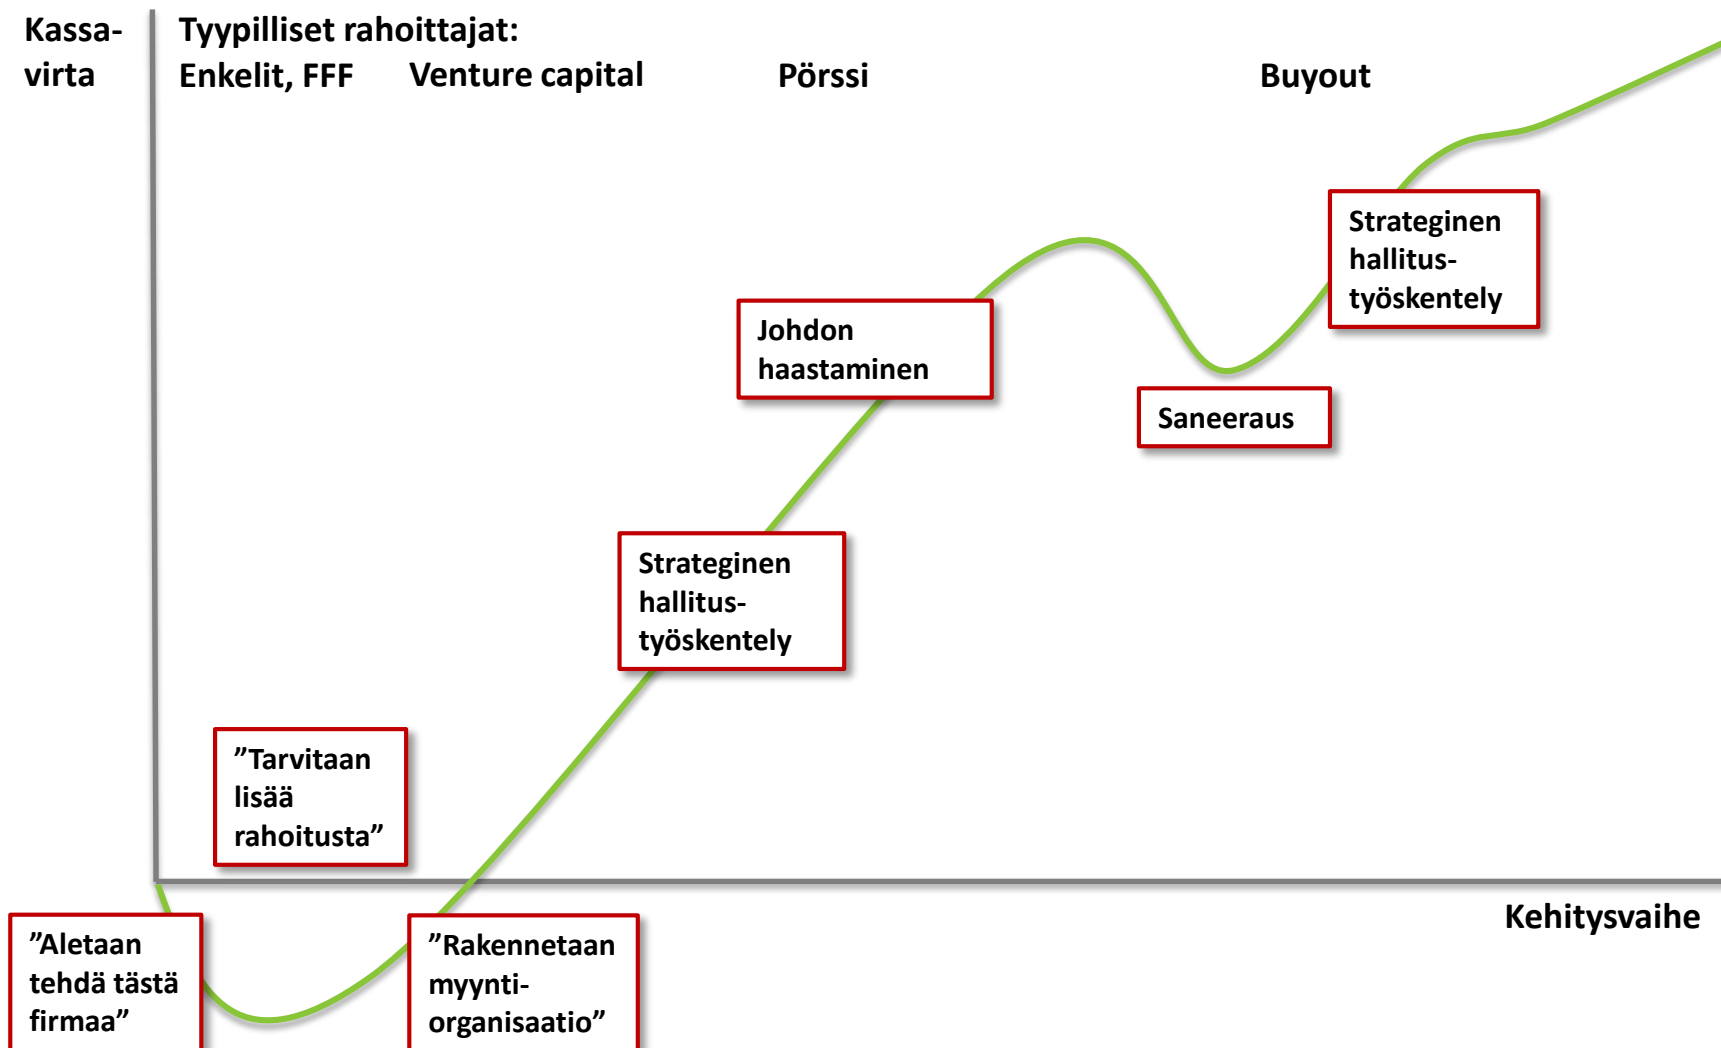 Kassa-
virta
Tyypilliset rahoittajat:
Enkelit, FFF
Venture capital
Pörssi
Buyout
Strateginen
hallitus-
työskentely
Johdon
haastaminen
Saneeraus
Strateginen
hallitus-
työskentely
”Tarvitaan
lisää
rahoitusta”
Kehitysvaihe
”Aletaan
tehdä tästä
firmaa”
”Rakennetaan
myynti-
organisaatio”